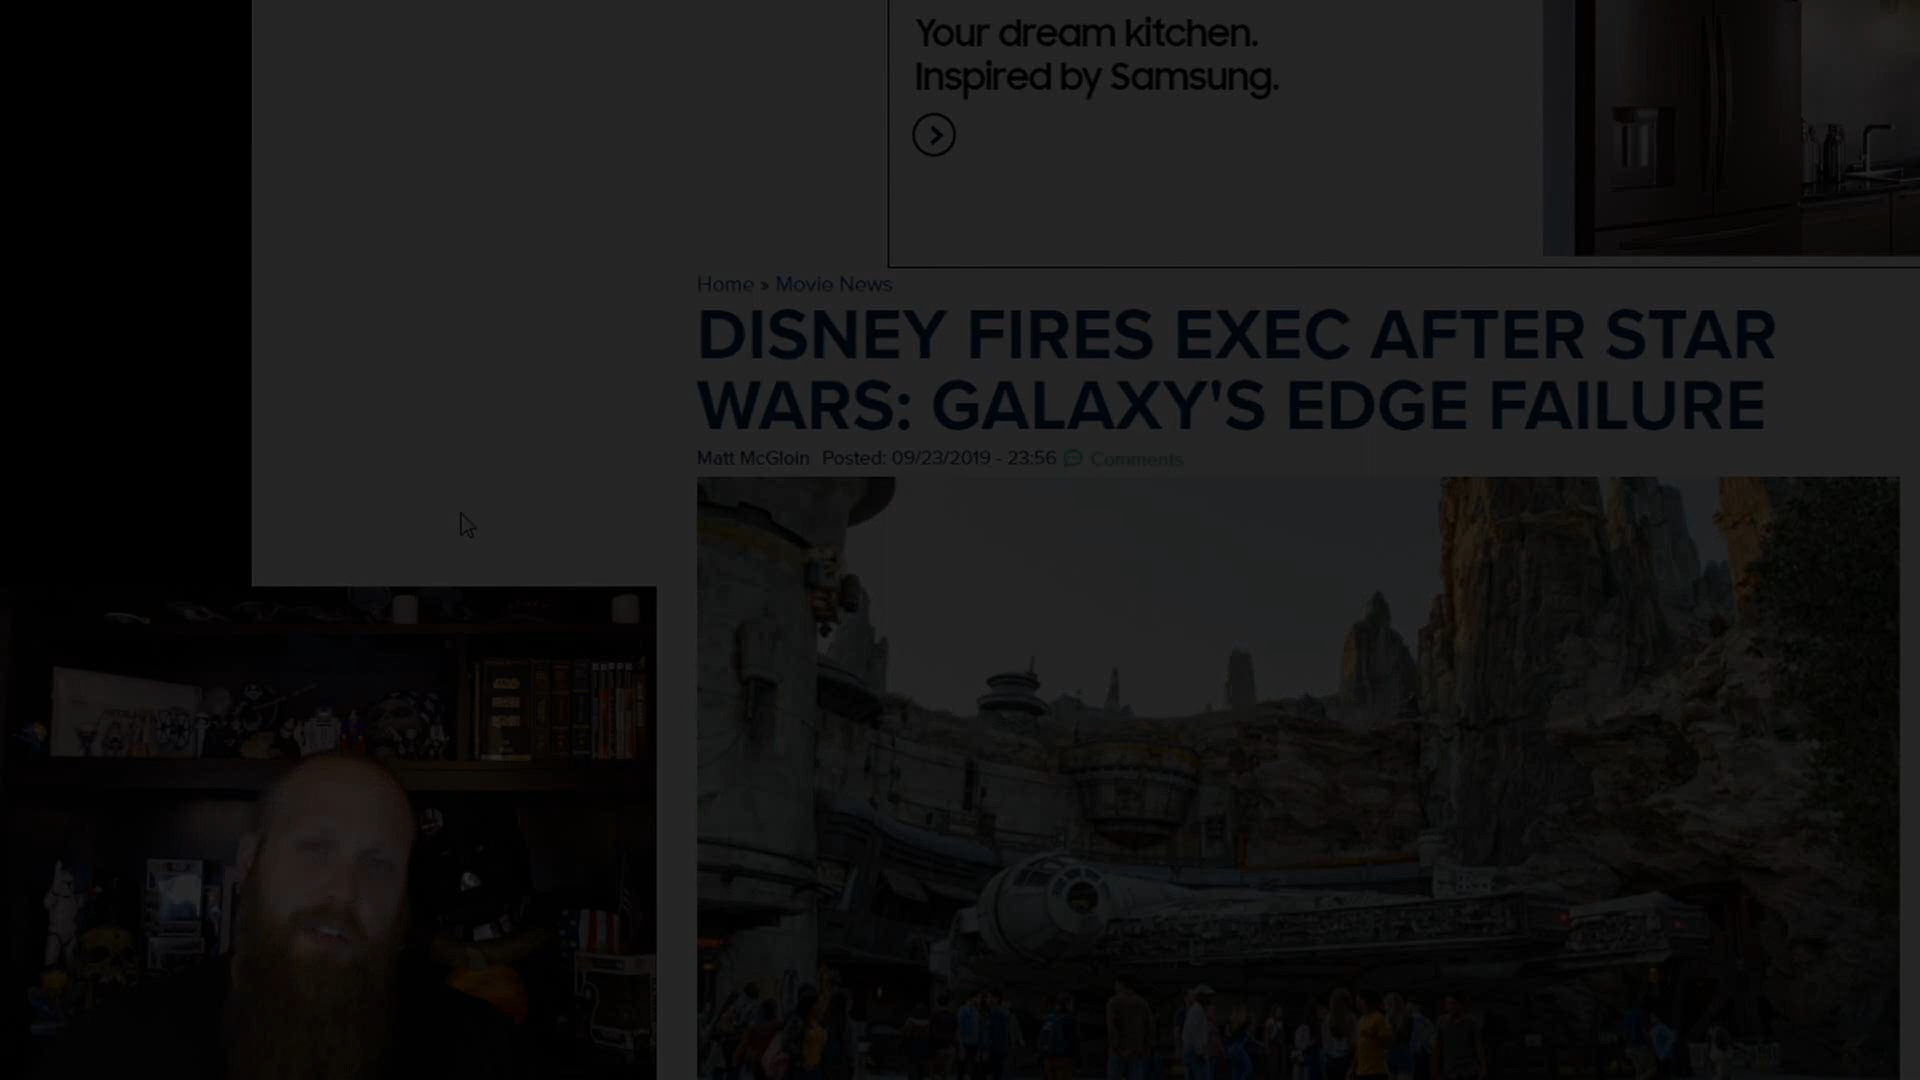 Your dream kitchen.
Inspired by Samsung.
Home » Movie News
DISNEY FIRES EXEC AFTER STAR
WARS: GALAXY'S EDGE FAILURE
Matt McGloin Posted: 09/23/2019 - 23:56 Comments